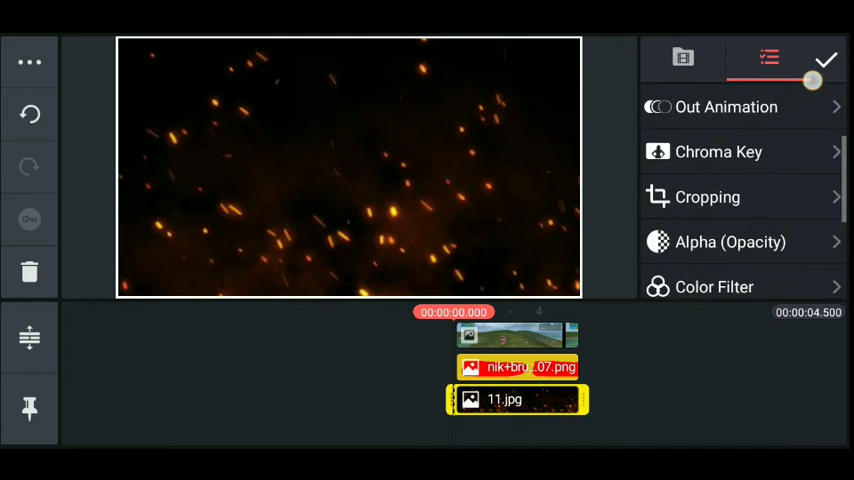 Out Animation
Chroma Key
Cropping
Alpha (Opacity)
Color Filter
00:00:00.000
4
00:00:04.500
nik+bru...07.png
11.jpg